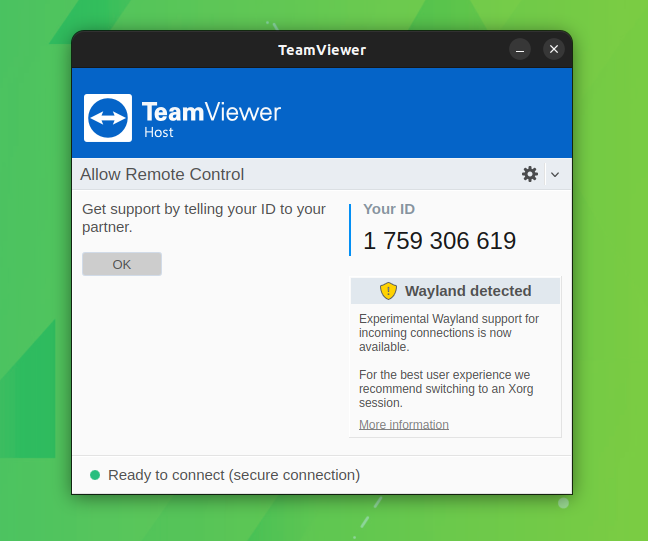 TeamViewer
TeamViewer
Host
Allow Remote Control
Get support by telling your ID to your
partner.
OK
Your ID
1 759 306 619
Wayland detected
Experimental Wayland support for
incoming connections is now
available.
For the best user experience we
recommend switching to an Xorg
session.
More information
Ready to connect (secure connection)